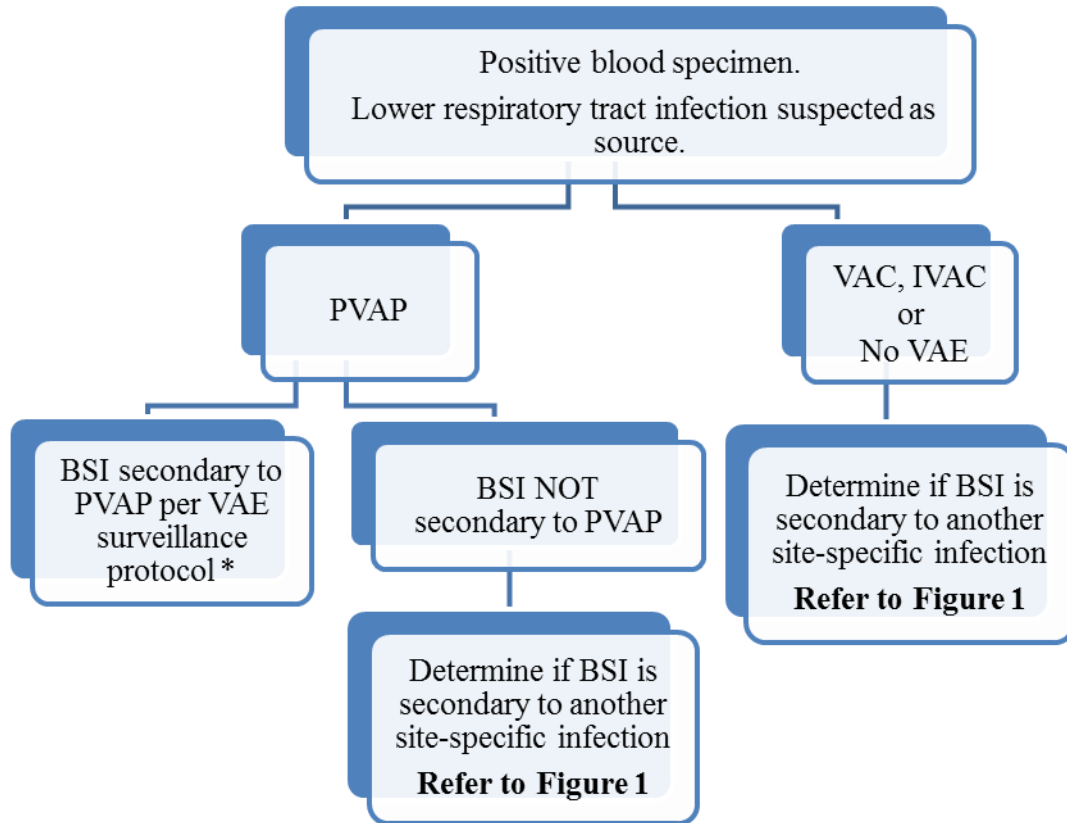 Positive blood specimen.
Lower respiratory tract infection suspected as
source.
PVAP
VAC, IVAC
or
No VAE
BSI secondary to
PVAP per VAE
surveillance
protocol *
BSI NOT
secondary to PVAP
Determine if BSI is
secondary to another
site-specific infection
Refer to Figure 1
Determine if BSI is
secondary to another
site-specific infection
Refer to Figure 1